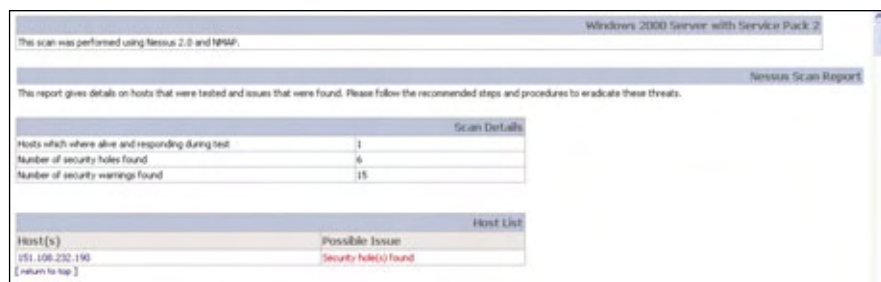 Windows 2000 Server with Service Pack 2
This scan was performed using Nessus 2.0 and NMAP.
Nessus Scan Report
This report gives details on hosts that were tested and issues that were found. Please follow the recommended steps and procedures to eradicate these threats.
Scan Details
Hosts which where alive and responding during test 1
Number of security holes found 6
Number of security warnings found 15
Host List
Host(s) Possible Issue
151.108.232.190 Security hole(s) found
[ return to top ]